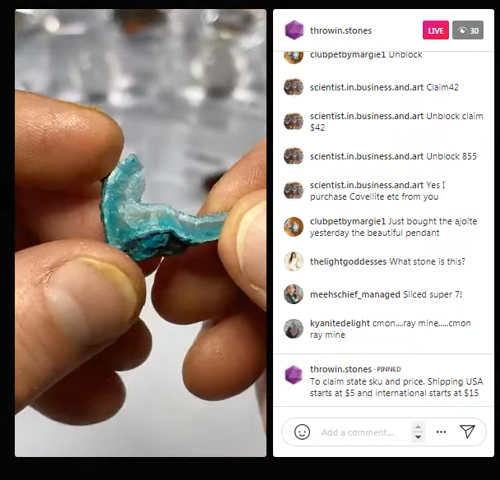 throwin.stones
LIVE
30
clubpetbymargie1 Unblock
scientist.in.business.and.art Claim42
scientist.in.business.and.art Unblock claim
$42
scientist.in.business.and.art Unblock 855
scientist.in.business.and.art Yes I
purchase Covellite etc from you
clubpetbymargie1 Just bought the ajoite
yesterday the beautiful pendant
thelightgoddesses What stone is this?
meehschief_managed Sliced super 7!
kyanitedelight cmon....ray mine.....cmon
ray mine
throwin.stones · PINNED
To claim state sku and price. Shipping USA
starts at $5 and international starts at $15
Add a comment...